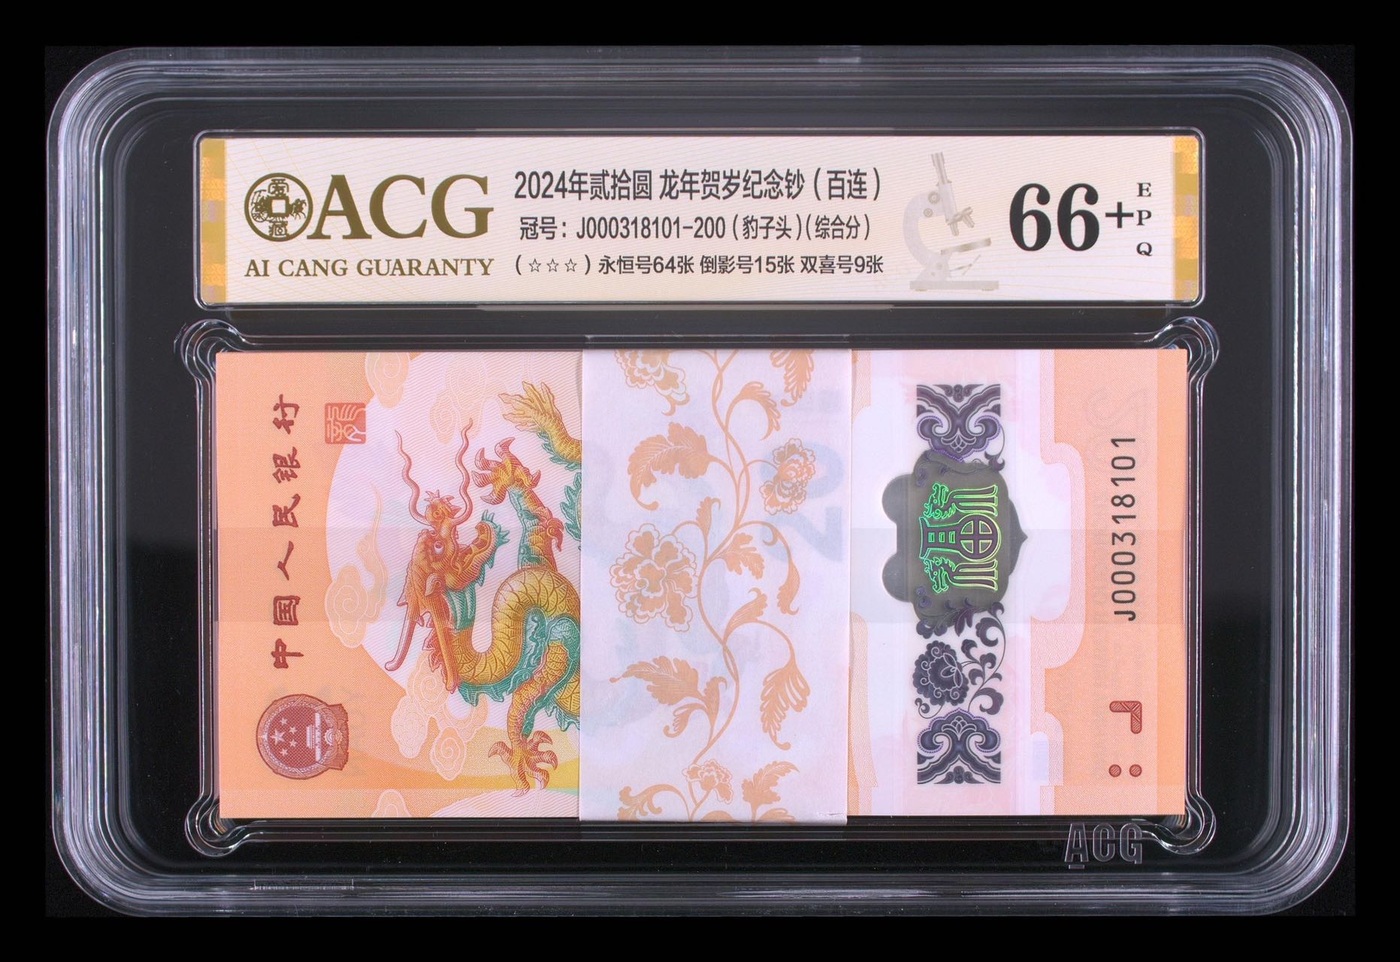 ACG
AI CANG GUARANTY
2024年贰拾圆 龙年贺岁纪念钞(百连)
冠号: J000318101-200(豹子头)(综合分)
(☆☆☆)永恒号64张 倒影号15张 双喜号9张
66+
EPQ
中国人民银行
J000318101
ACG